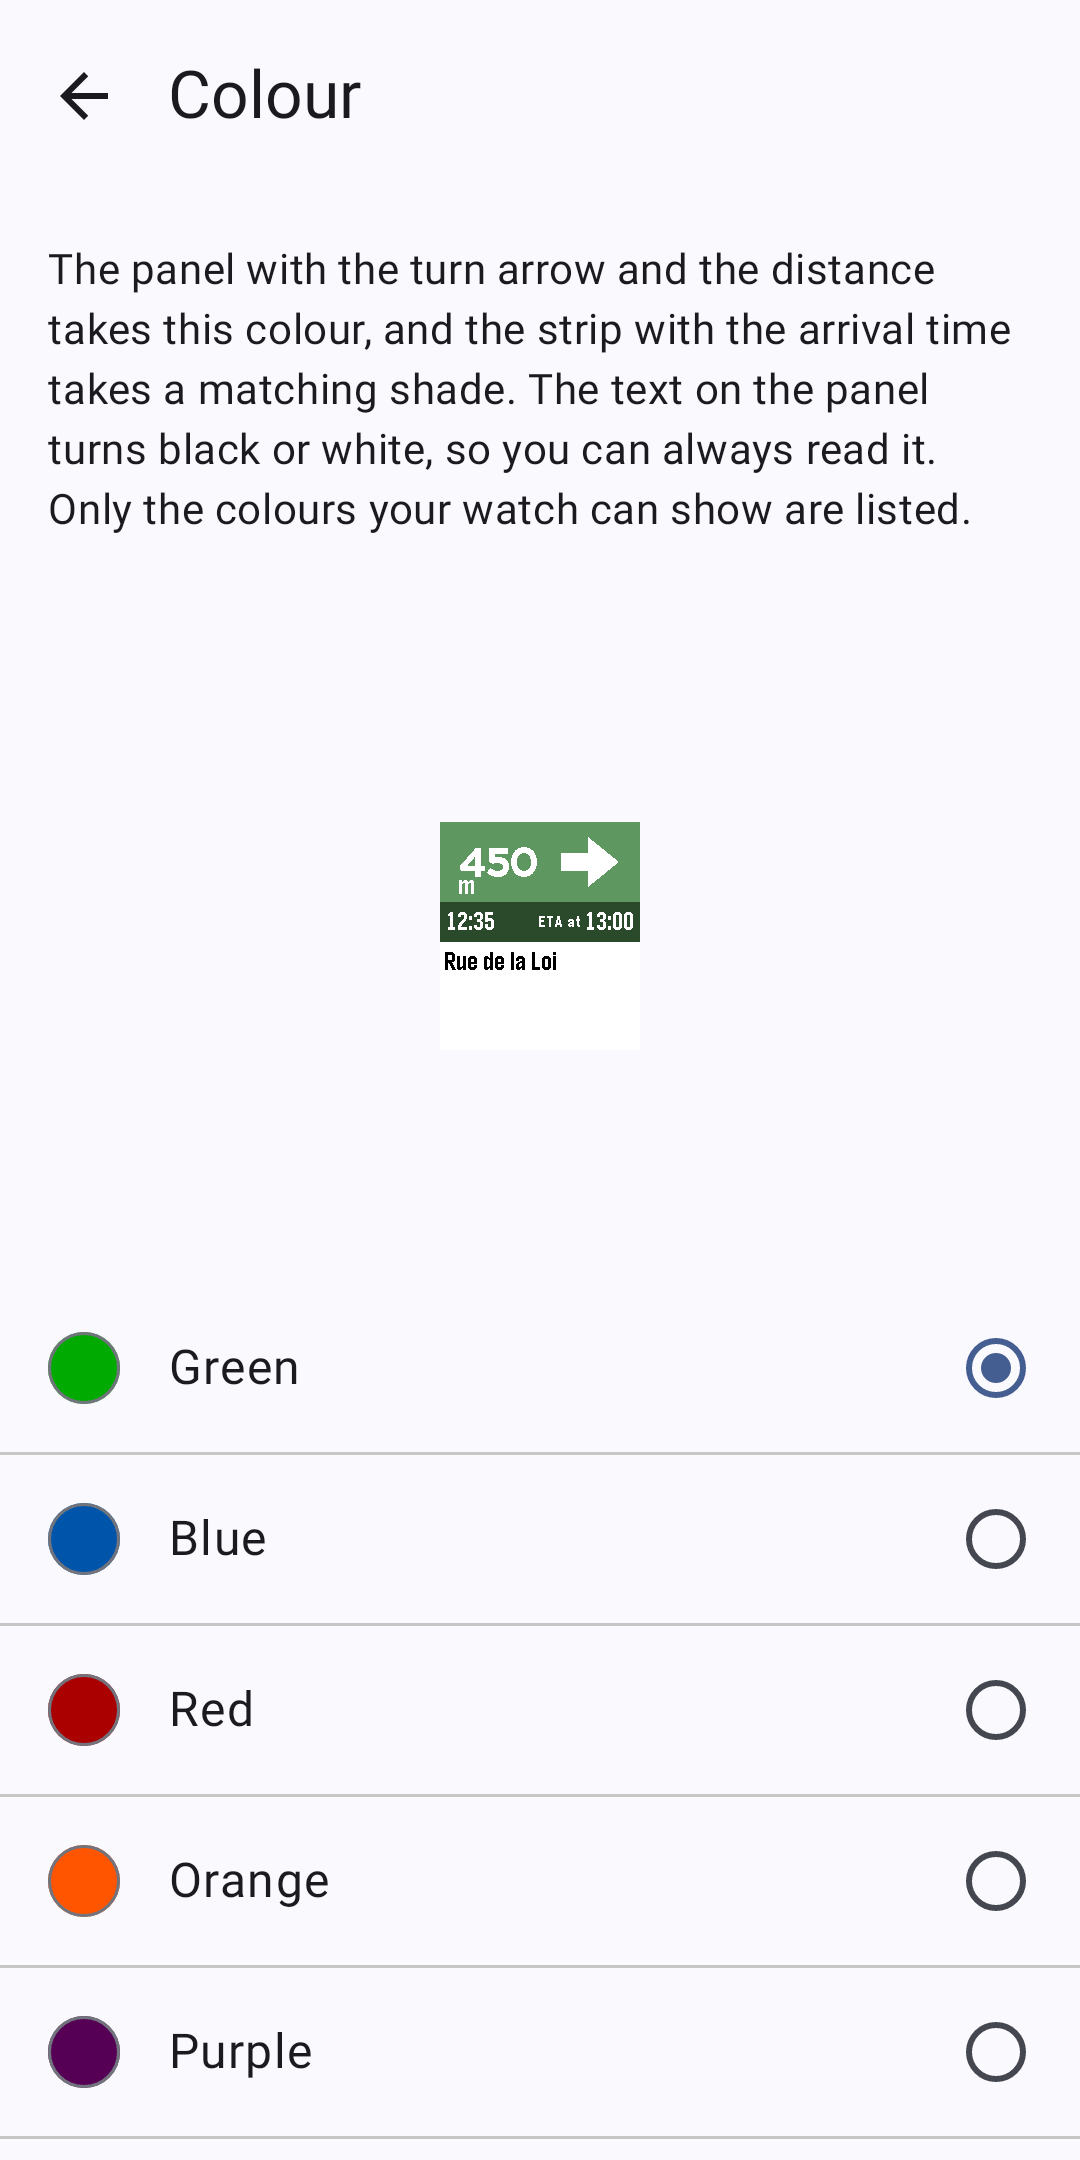 Colour
The panel with the turn arrow and the distance
takes this colour, and the strip with the arrival time
takes a matching shade. The text on the panel
turns black or white, so you can always read it.
Only the colours your watch can show are listed.
450
m
12:35 ETA at 13:00
Rue de la Loi
Green
Blue
Red
Orange
Purple